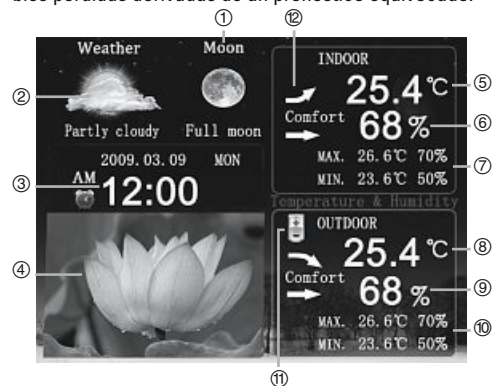 bles pérdidas derivadas de un pronóstico equivocado.
① ⑫
Weather Moon
②
Partly cloudy Full moon
2009.03.09 MON
③ AM 12:00
④
INDOOR
25.4℃ ⑤
Comfort 68% ⑥
MAX. 26.6℃ 70% ⑦
MIN. 23.6℃ 50%
Temperature & Humidity
OUTDOOR
25.4℃ ⑧
Comfort 68% ⑨
MAX. 26.6℃ 70% ⑩
MIN. 23.6℃ 50%
⑪